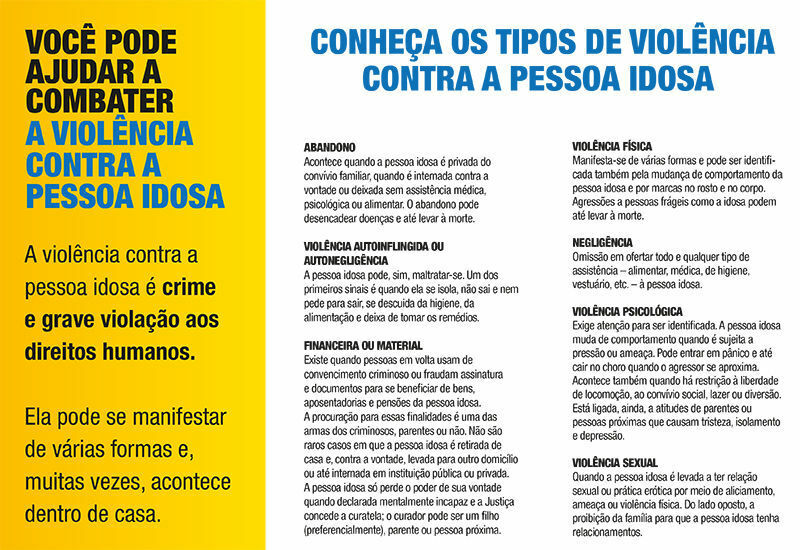 VOCÊ PODE
AJUDAR A
COMBATER
A VIOLÊNCIA
CONTRA A
PESSOA IDOSA
A violência contra a
pessoa idosa é crime
e grave violação aos
direitos humanos.
Ela pode se manifestar
de várias formas e,
muitas vezes, acontece
dentro de casa.
CONHEÇA OS TIPOS DE VIOLÊNCIA
CONTRA A PESSOA IDOSA
ABANDONO
Acontece quando a pessoa idosa é privada do
convívio familiar, quando é internada contra a
vontade ou deixada sem assistência médica,
psicológica ou alimentar. O abandono pode
desencadear doenças e até levar à morte.
VIOLÊNCIA AUTOINFLINGIDA OU
AUTONEGLIGÊNCIA
A pessoa idosa pode, sim, maltratar-se. Um dos
primeiros sinais é quando ela se isola, não sai e nem
pede para sair, se descuida da higiene, da
alimentação e deixa de tomar os remédios.
FINANCEIRA OU MATERIAL
Existe quando pessoas em volta usam de
convencimento criminoso ou fraudam assinatura
e documentos para se beneficiar de bens,
aposentadorias e pensões da pessoa idosa.
A procuração para essas finalidades é uma das
armas dos criminosos, parentes ou não. Não são
raros casos em que a pessoa idosa é retirada de
casa e, contra a vontade, levada para outro domicílio
ou até internada em instituição pública ou privada.
A pessoa idosa só perde o poder de sua vontade
quando declarada mentalmente incapaz e a Justiça
concede a curatela; o curador pode ser um filho
(preferencialmente), parente ou pessoa próxima.
VIOLÊNCIA FÍSICA
Manifesta-se de várias formas e pode ser identifi-
cada também pela mudança de comportamento da
pessoa idosa e por marcas no rosto e no corpo.
Agressões a pessoas frágeis como a idosa podem
até levar à morte.
NEGLIGÊNCIA
Omissão em ofertar todo e qualquer tipo de
assistência – alimentar, médica, de higiene,
vestuário, etc. – à pessoa idosa.
VIOLÊNCIA PSICOLÓGICA
Exige atenção para ser identificada. A pessoa idosa
muda de comportamento quando é sujeita a
pressão ou ameaça. Pode entrar em pânico e até
cair no choro quando o agressor se aproxima.
Acontece também quando há restrição à liberdade
de locomoção, ao convívio social, lazer ou diversão.
Está ligada, ainda, a atitudes de parentes ou
pessoas próximas que causam tristeza, isolamento
e depressão.
VIOLÊNCIA SEXUAL
Quando a pessoa idosa é levada a ter relação
sexual ou prática erótica por meio de aliciamento,
ameaça ou violência física. Do lado oposto, a
proibição da família para que a pessoa idosa tenha
relacionamentos.